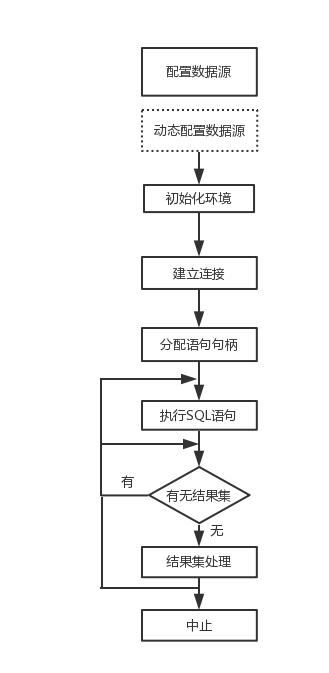 配置数据源
动态配置数据源
初始化环境
建立连接
分配语句句柄
执行SQL语句
有
有无结果集
无
结果集处理
中止